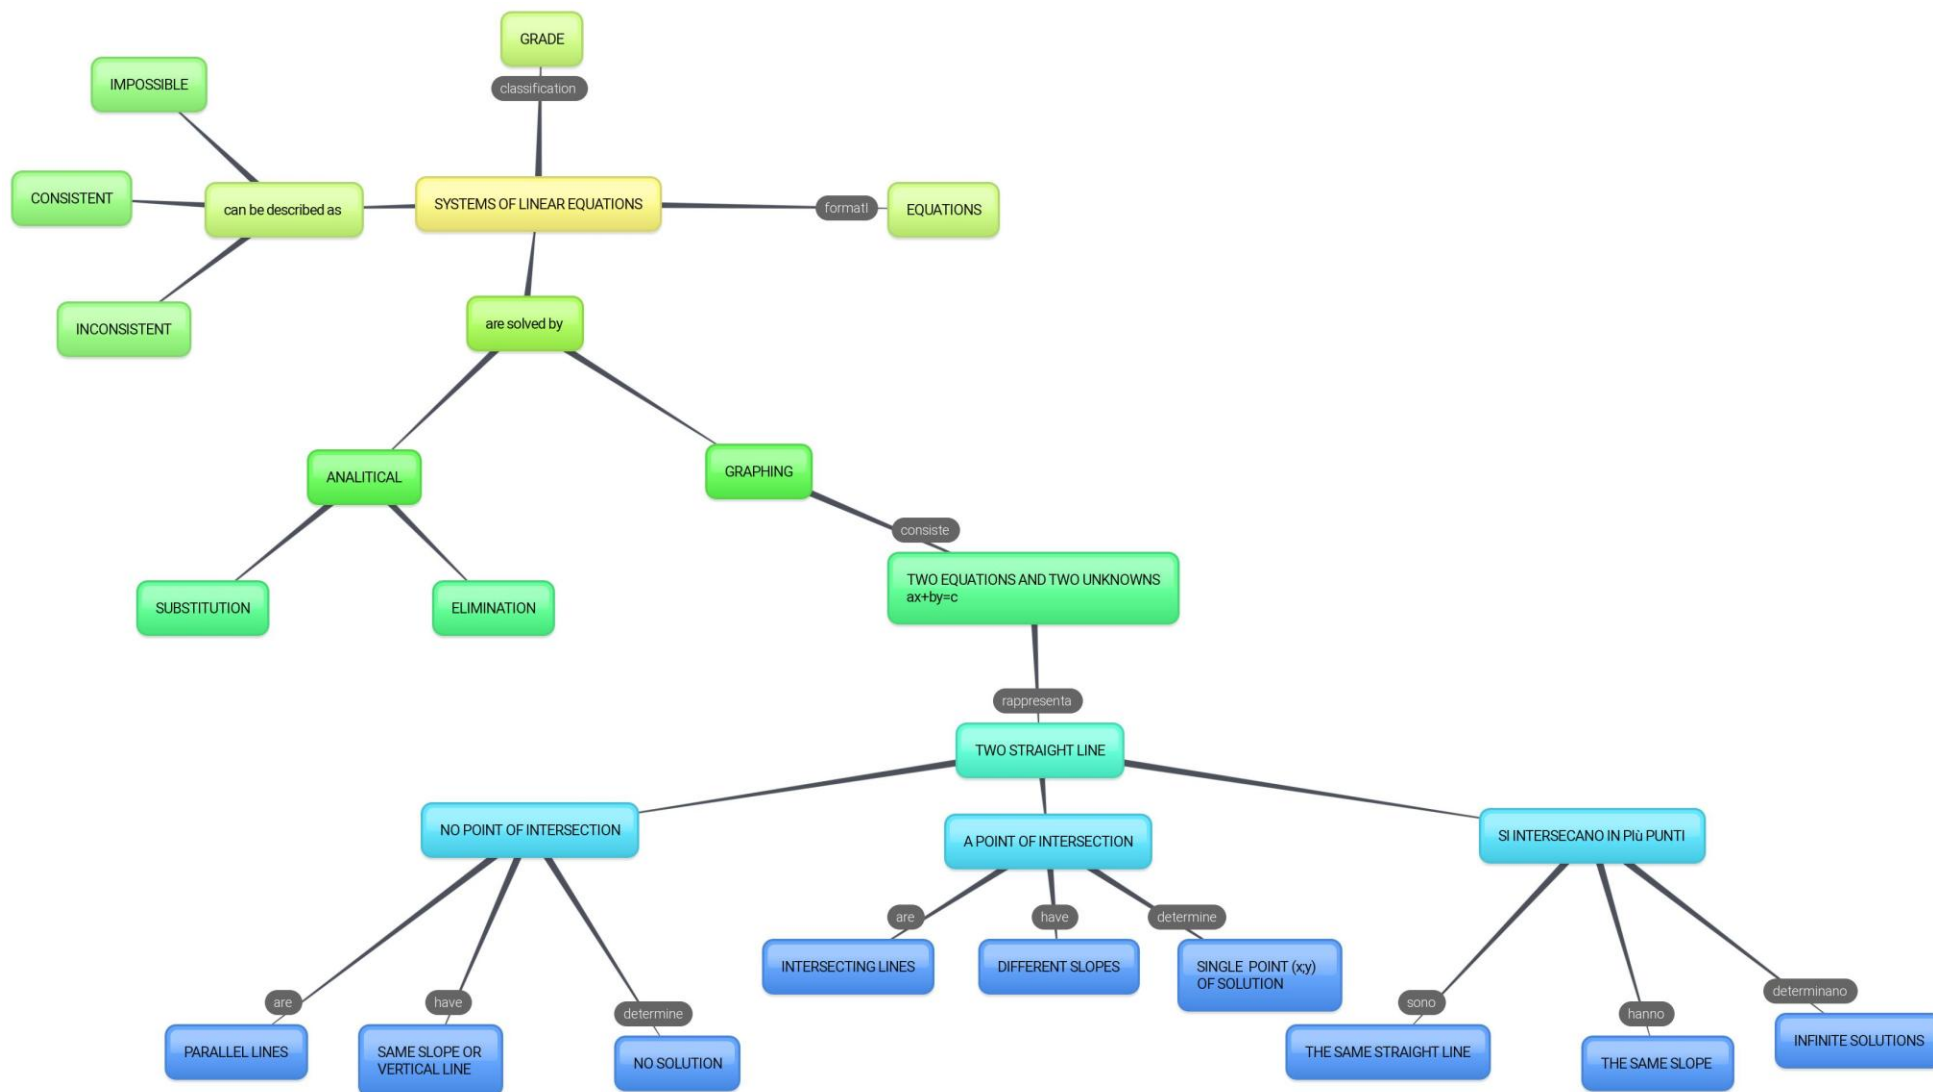 GRADE
classification
IMPOSSIBLE
CONSISTENT
can be described as
SYSTEMS OF LINEAR EQUATIONS
formatI
EQUATIONS
INCONSISTENT
are solved by
ANALITICAL
GRAPHING
consiste
SUBSTITUTION
ELIMINATION
TWO EQUATIONS AND TWO UNKNOWNS
ax+by=c
rappresenta
TWO STRAIGHT LINE
NO POINT OF INTERSECTION
A POINT OF INTERSECTION
SI INTERSECANO IN PIù PUNTI
are
have
determine
INTERSECTING LINES
DIFFERENT SLOPES
SINGLE POINT (x;y)
OF SOLUTION
are
have
determine
sono
hanno
determinano
PARALLEL LINES
SAME SLOPE OR
VERTICAL LINE
NO SOLUTION
THE SAME STRAIGHT LINE
THE SAME SLOPE
INFINITE SOLUTIONS